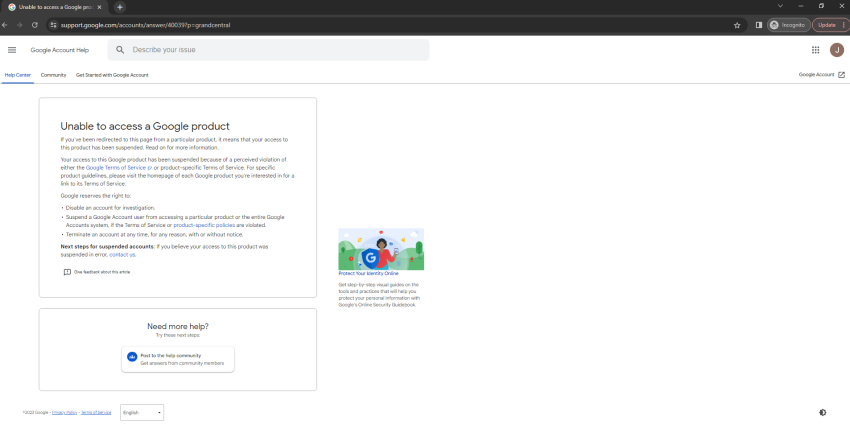 Unable to access a Google prod
support.google.com/accounts/answer/40039?p=grandcentral
Incognito
Update
Google Account Help
Describe your issue
J
Help Center
Community
Get Started with Google Account
Google Account
Unable to access a Google product
If you've been redirected to this page from a particular product, it means that your access to
this product has been suspended. Read on for more information.
Your access to this Google product has been suspended because of a perceived violation of
either the Google Terms of Service or product-specific Terms of Service. For specific
product guidelines, please visit the homepage of each Google product you're interested in for a
link to its Terms of Service.
Google reserves the right to:
• Disable an account for investigation.
• Suspend a Google Account user from accessing a particular product or the entire Google
Accounts system, if the Terms of Service or product-specific policies are violated.
• Terminate an account at any time, for any reason, with or without notice.
Next steps for suspended accounts: If you believe your access to this product was
suspended in error, contact us.
Give feedback about this article
G
Protect Your Identity Online
Get step-by-step visual guides on the
tools and practices that will help you
protect your personal information with
Google's Online Security Guidebook.
Need more help?
Try these next steps:
Post to the help community
Get answers from community members
©2023 Google - Privacy Policy - Terms of Service
English